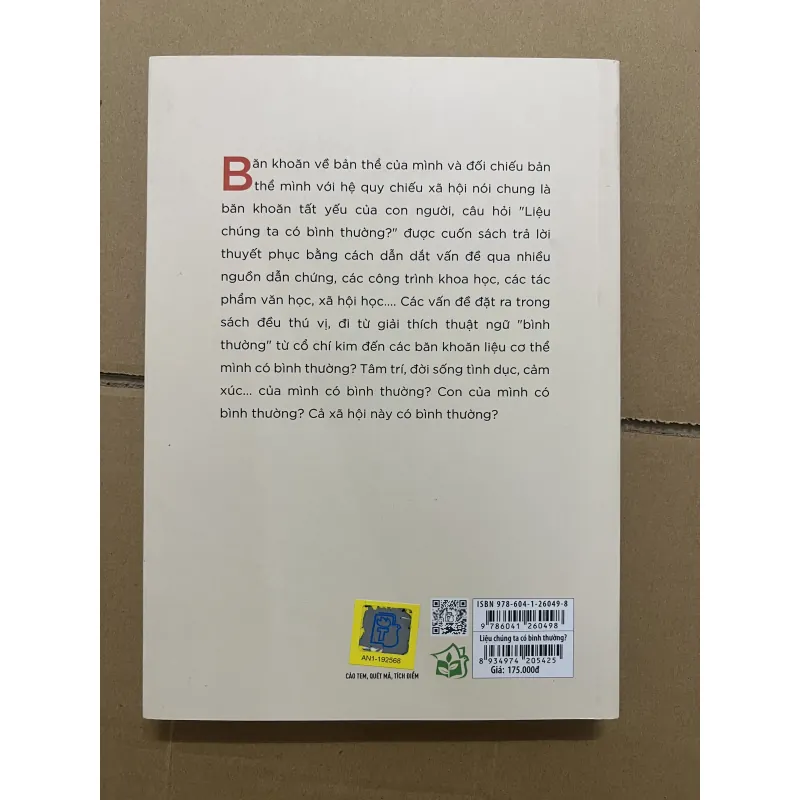 Băn khoăn về bản thể của mình và đối chiếu bản
thể mình với hệ quy chiếu xã hội nói chung là
băn khoăn tất yếu của con người, câu hỏi "Liệu
chúng ta có bình thường?" được cuốn sách trả lời
thuyết phục bằng cách dẫn dắt vấn đề qua nhiều
nguồn dẫn chứng, các công trình khoa học, các tác
phẩm văn học, xã hội học.... Các vấn đề đặt ra trong
sách đều thú vị, đi từ giải thích thuật ngữ "bình
thường" từ cổ chí kim đến các băn khoăn liệu cơ thể
mình có bình thường? Tâm trí, đời sống tình dục, cảm
xúc... của mình có bình thường? Con của mình có
bình thường? Cả xã hội này có bình thường?
T
AN1-192568
CÀO TEM, QUÉT MÃ, TÍCH ĐIỂM
ISBN 978-604-1-26049-8
9 786041 260498
Liệu chúng ta có bình thường?
8 934974 205425
Giá: 175.000đ